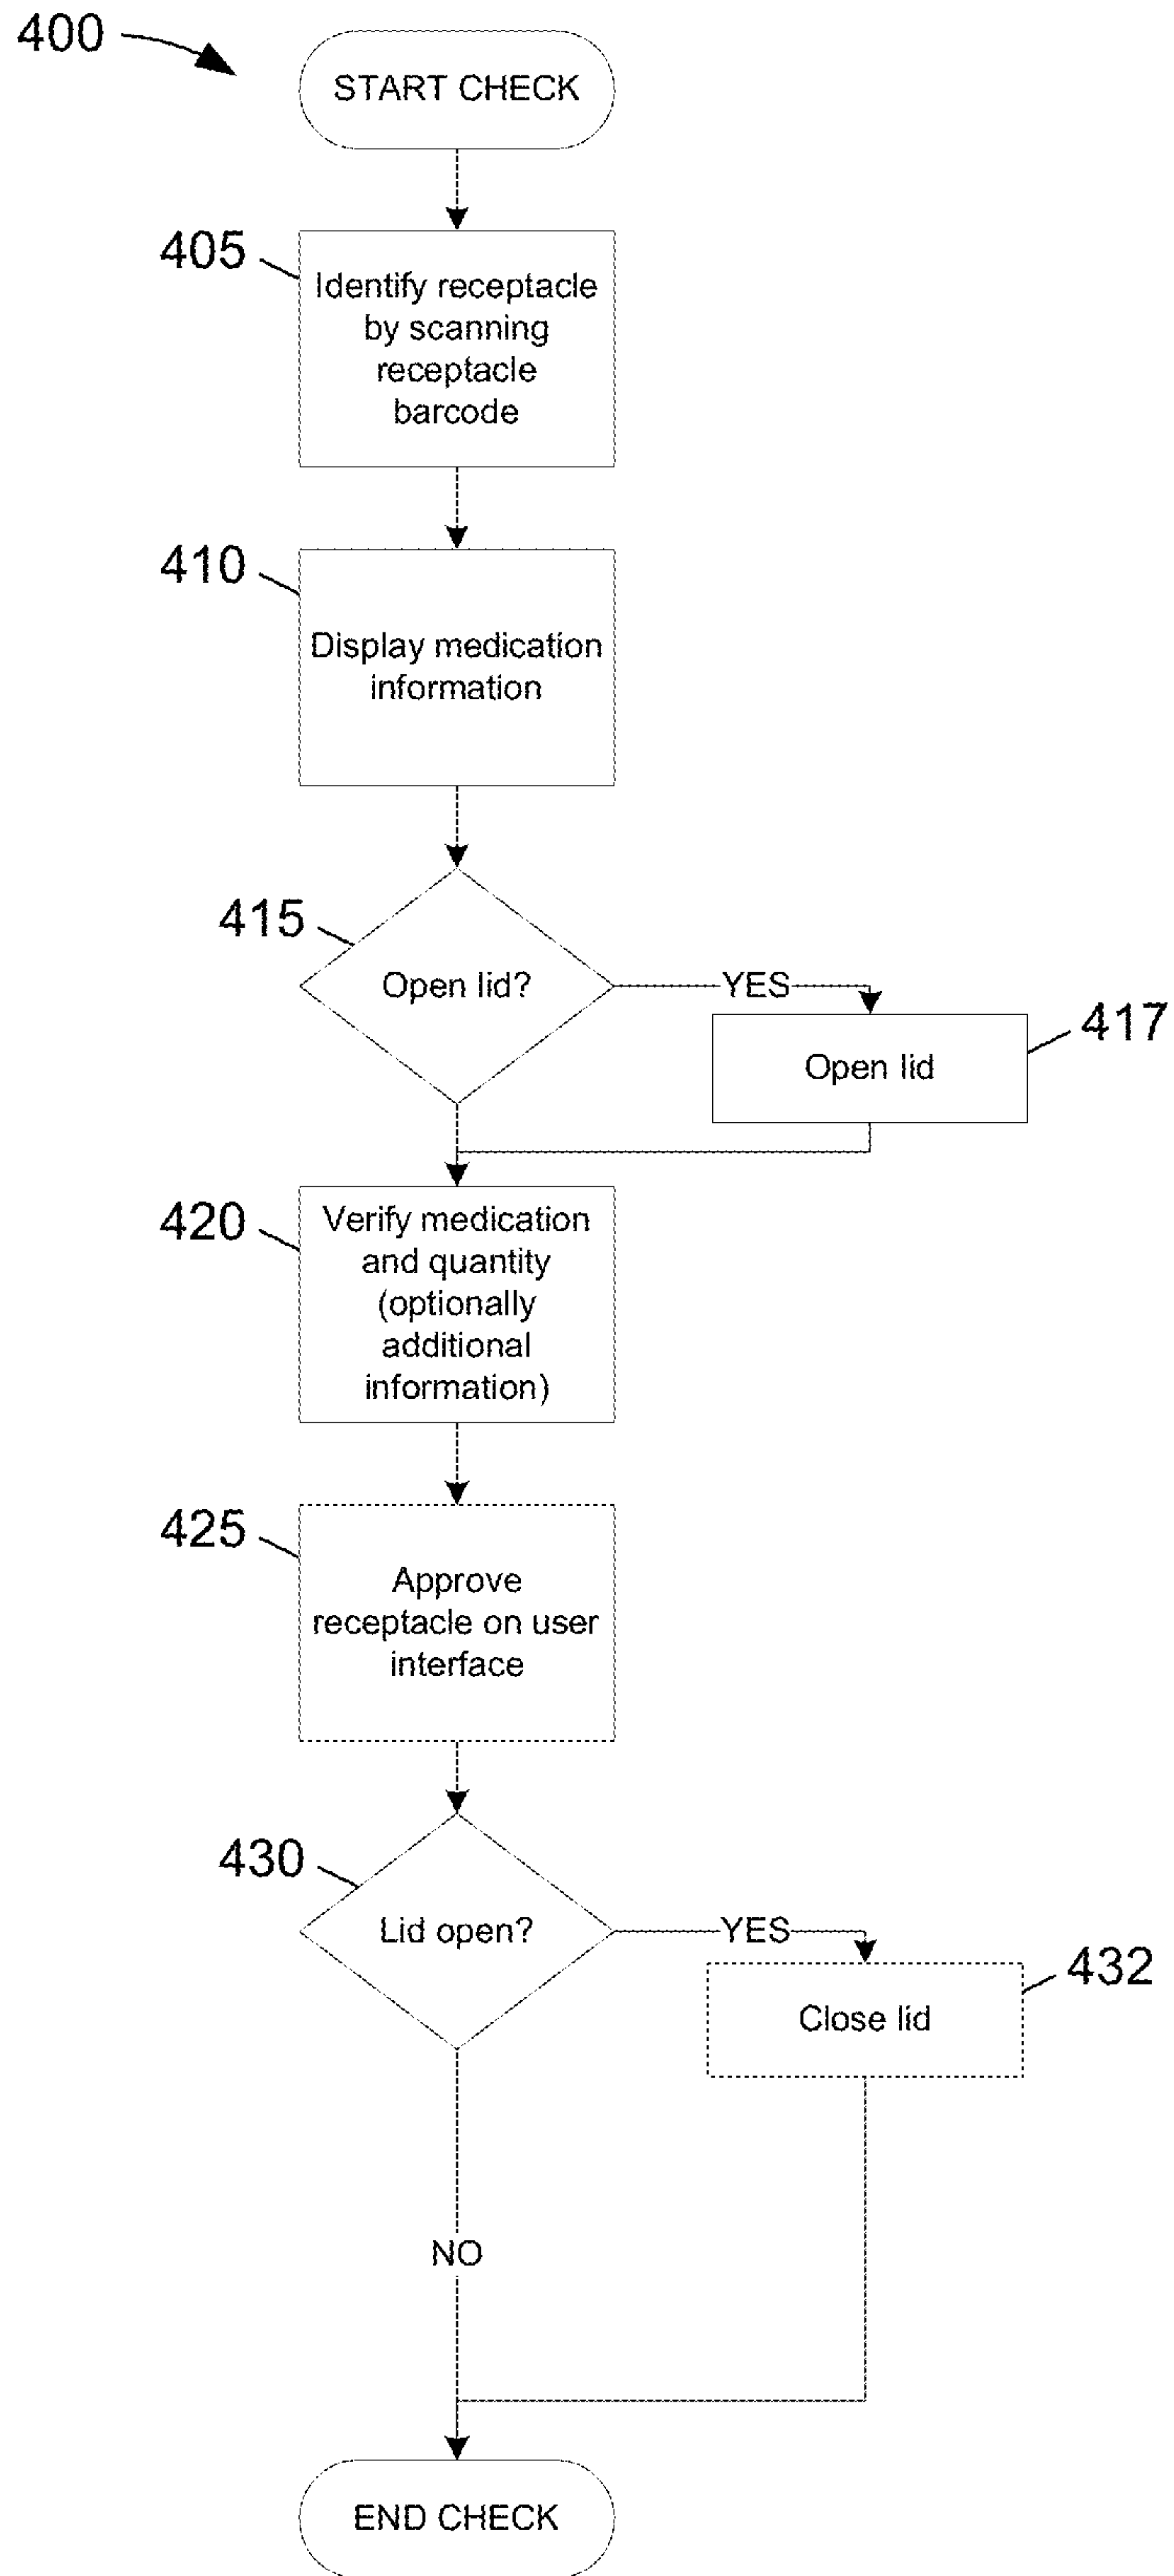 400
START CHECK
405
Identify receptacle
by scanning
receptacle
barcode
410
Display medication
information
415
Open lid?
YES
417
Open lid
420
Verify medication
and quantity
(optionally
additional
information)
425
Approve
receptacle on user
interface
430
Lid open?
YES
432
Close lid
NO
END CHECK